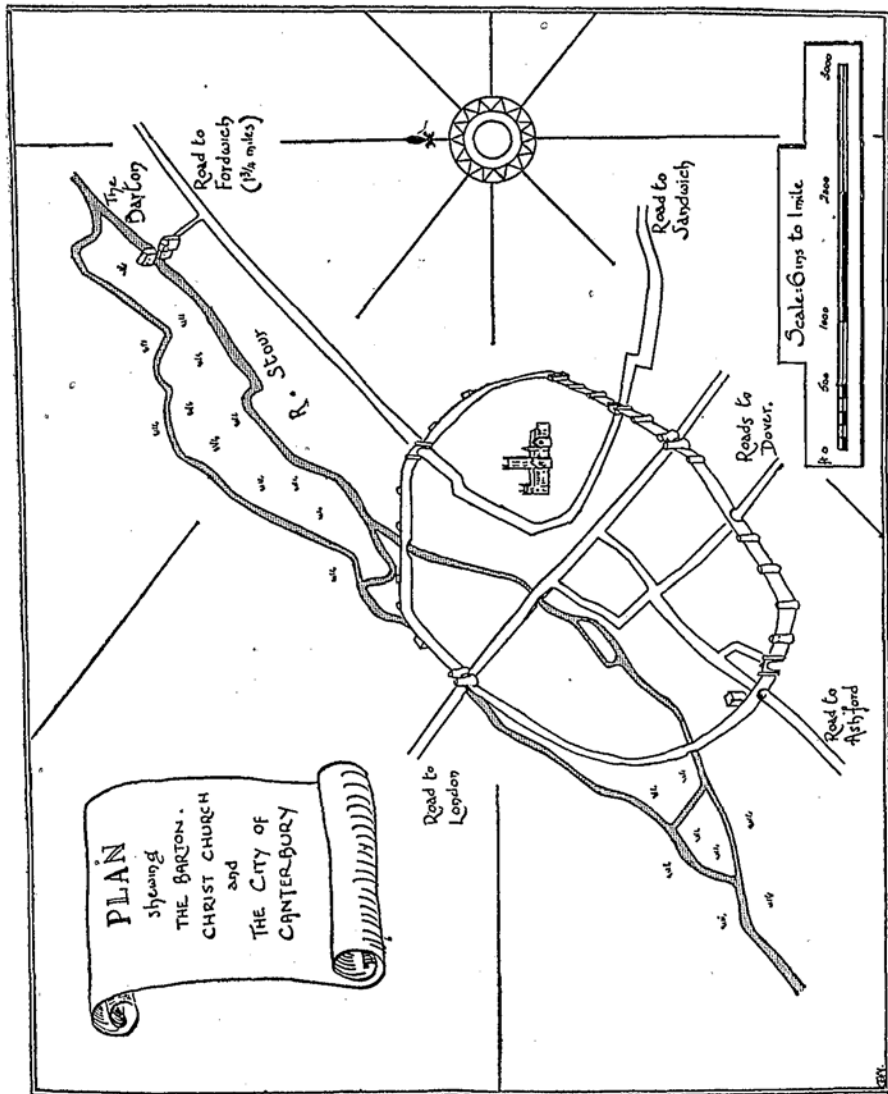 PLAN
shewing
THE BARTON.
CHRIST CHURCH
and
THE CITY OF
CANTERBURY
The
Barton
Road to
Fordwich
(1¾ miles)
R. Stour
Road to
Sandwich
Roads to
Dover.
Road to
London
Road to
Ashford
Scale: 6 ins to 1 mile
ft 0 500 1000 2000 3000